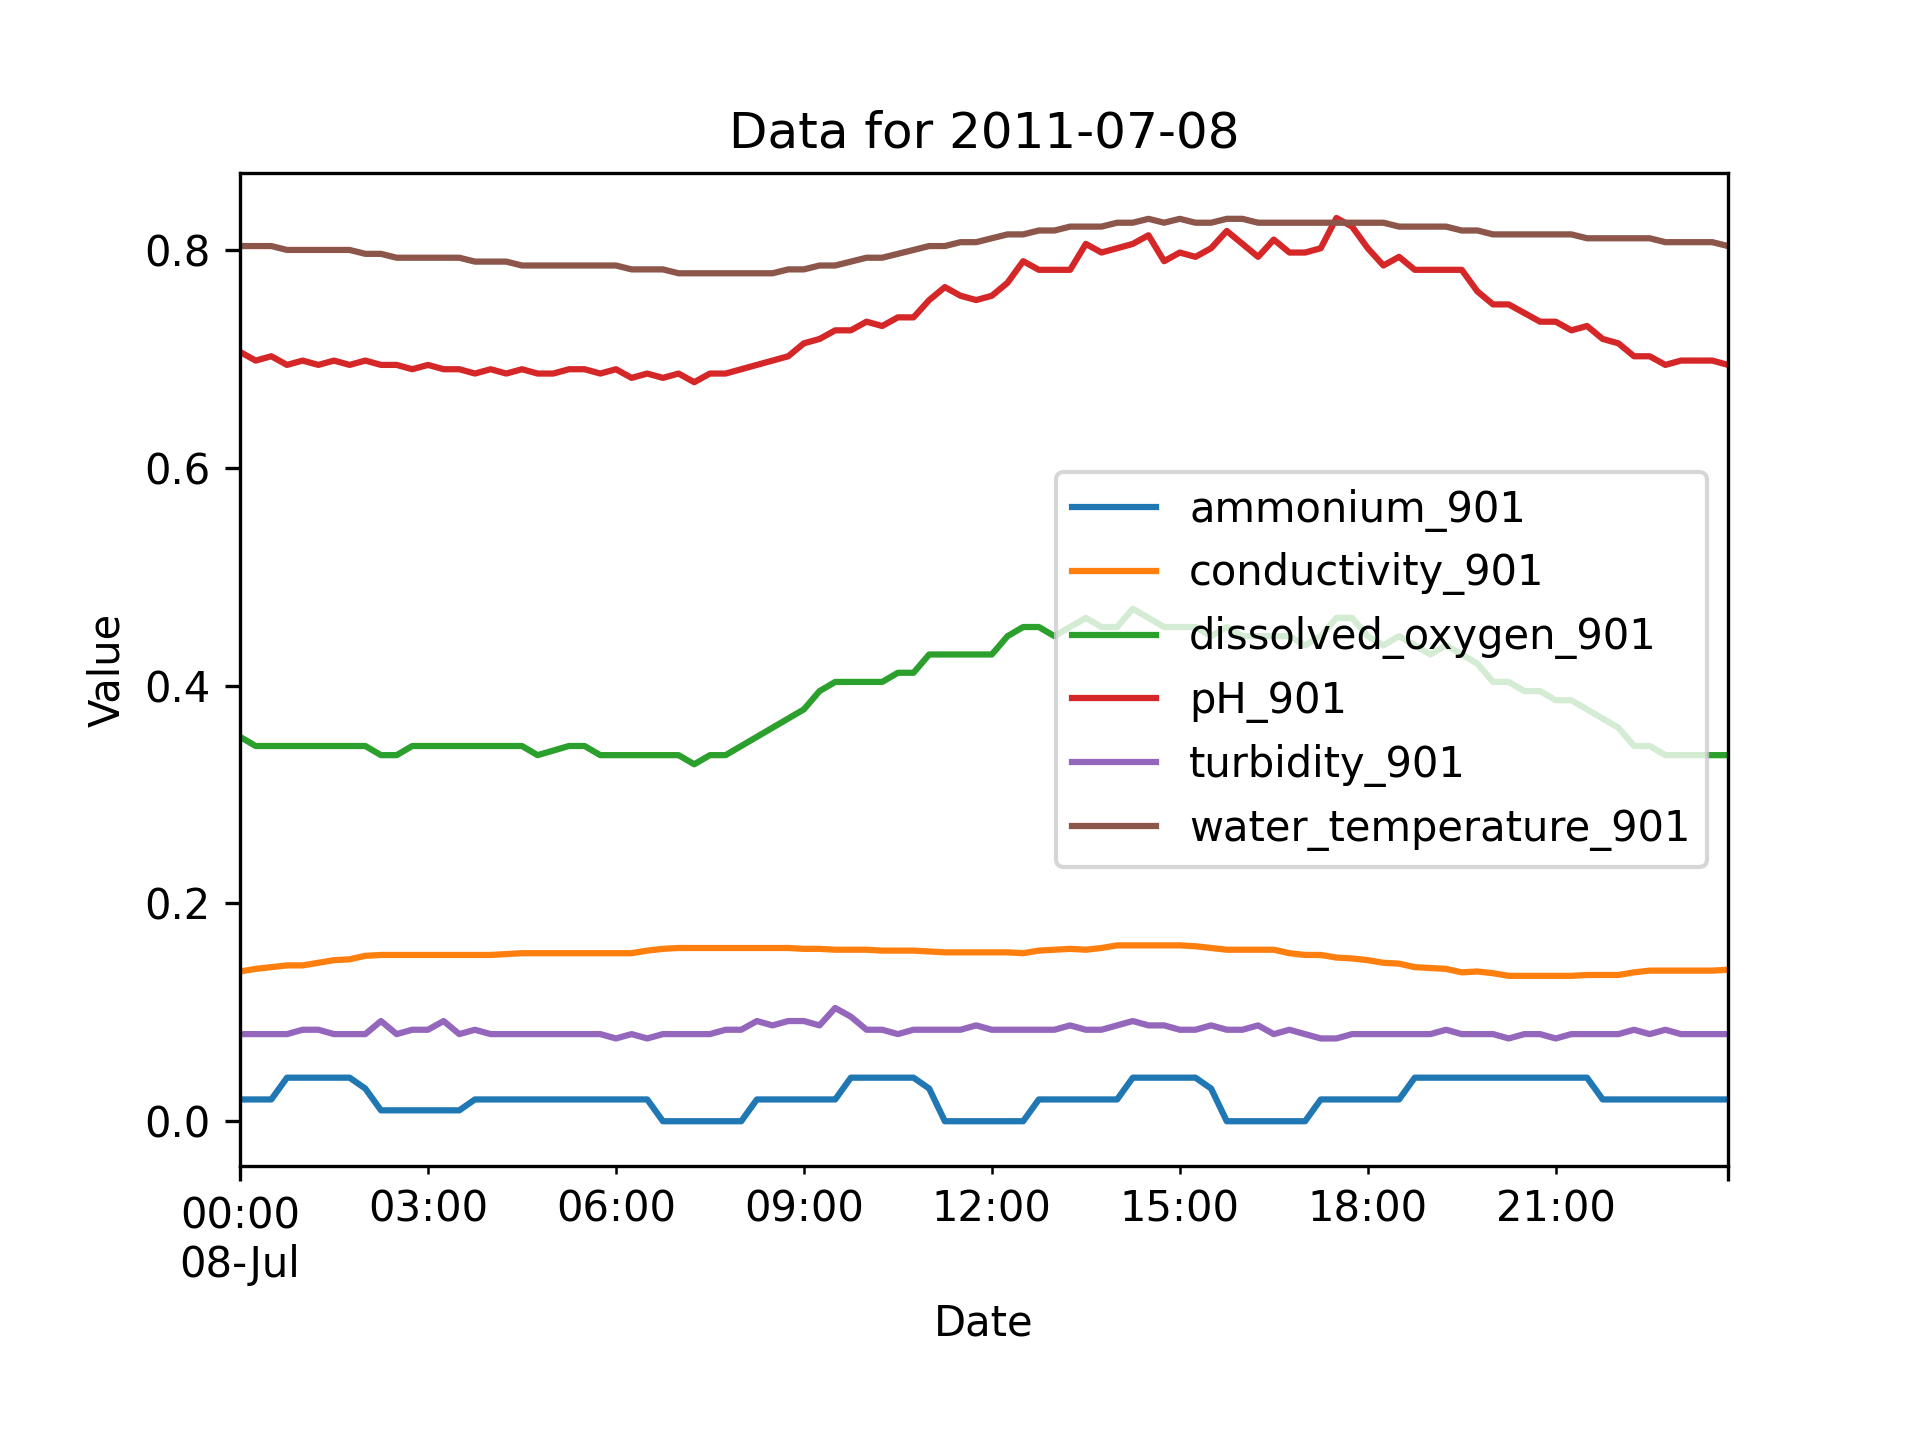 Data for 2011-07-08
Value
0.8
0.6
0.4
0.2
0.0
ammonium_901
conductivity_901
dissolved_oxygen_901
pH_901
turbidity_901
water_temperature_901
00:00 03:00 06:00 09:00 12:00 15:00 18:00 21:00
08-Jul
Date